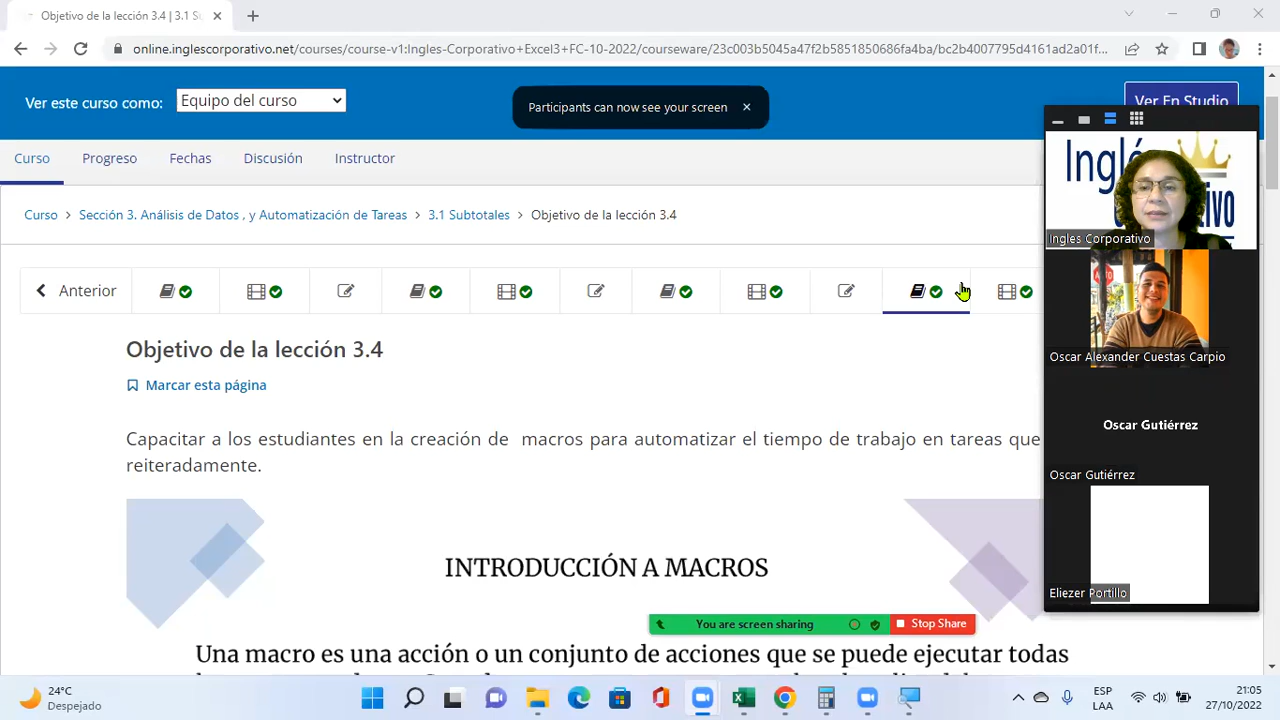 Objetivo de la lección 3.4 | 3.1 Su
online.inglescorporativo.net/courses/course-v1:Ingles-Corporativo+Excel3+FC-10-2022/courseware/23c003b5045a47f2b5851850686fa4ba/bc2b4007795d4161ad2a01f...
Ver este curso como:
Equipo del curso
Participants can now see your screen
Ver En Studio
Curso
Progreso
Fechas
Discusión
Instructor
Curso > Sección 3. Análisis de Datos , y Automatización de Tareas > 3.1 Subtotales > Objetivo de la lección 3.4
Anterior
Objetivo de la lección 3.4
Marcar esta página
Capacitar a los estudiantes en la creación de macros para automatizar el tiempo de trabajo en tareas que
reiteradamente.
INTRODUCCIÓN A MACROS
Una macro es una acción o un conjunto de acciones que se puede ejecutar todas
You are screen sharing
Stop Share
Inglés
Ingles Corporativo
Oscar Alexander Cuestas Carpio
Oscar Gutiérrez
Oscar Gutiérrez
Eliezer Portillo
24°C
Despejado
ESP
LAA
21:05
27/10/2022